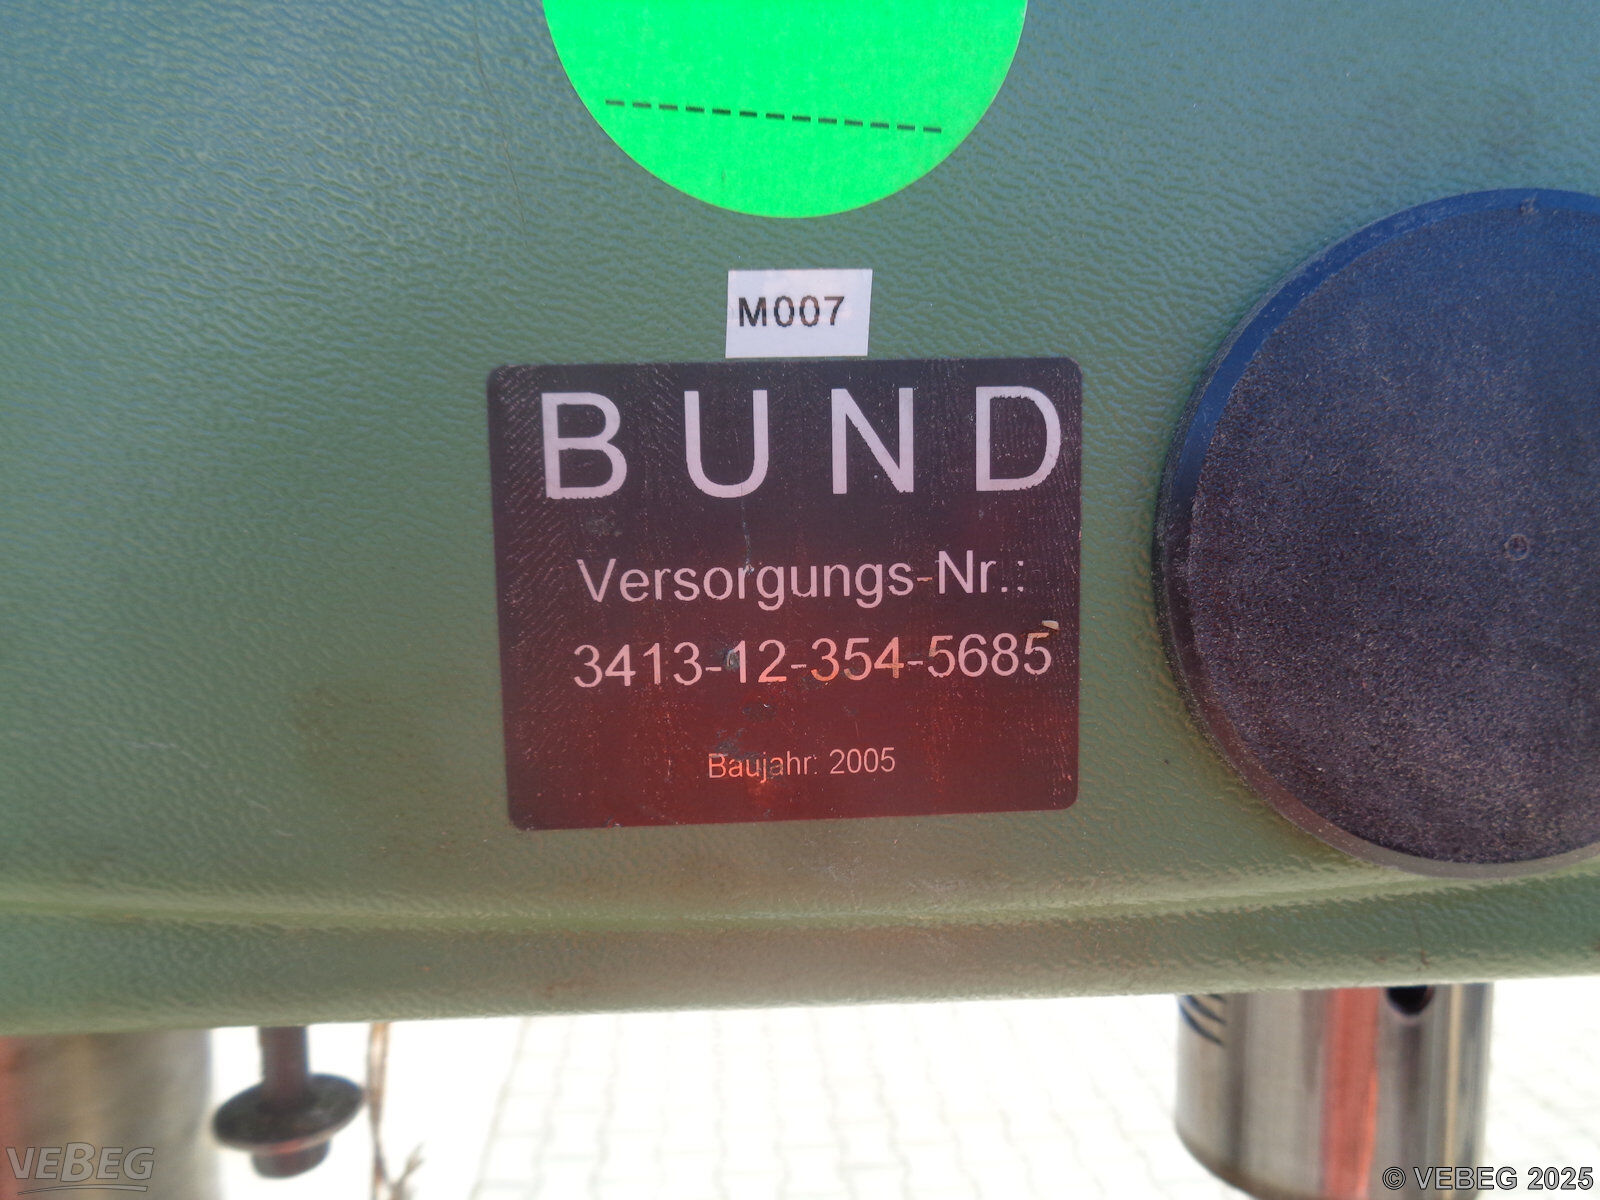 M007
BUND
Versorgungs-Nr.:
3413-12-354-5685
Baujahr: 2005
VEBEG
© VEBEG 2025